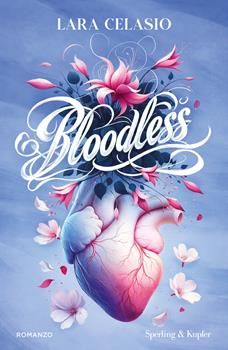 LARA CELASIO
Bloodless
ROMANZO
Sperling & Kupfer